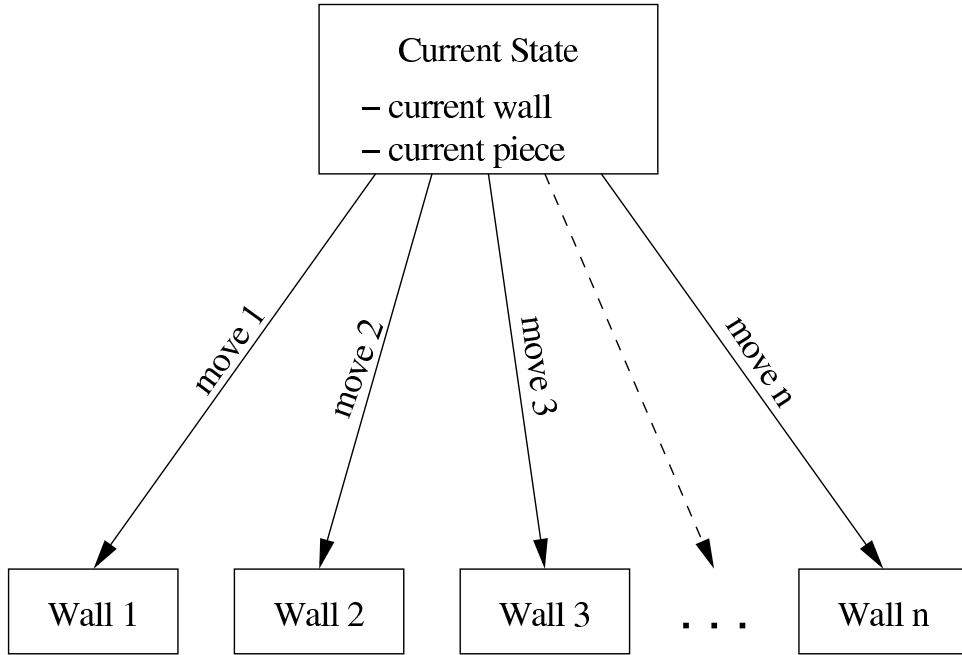 Current State
– current wall
– current piece
move 1
move 2
move 3
move n
Wall 1
Wall 2
Wall 3
. . .
Wall n